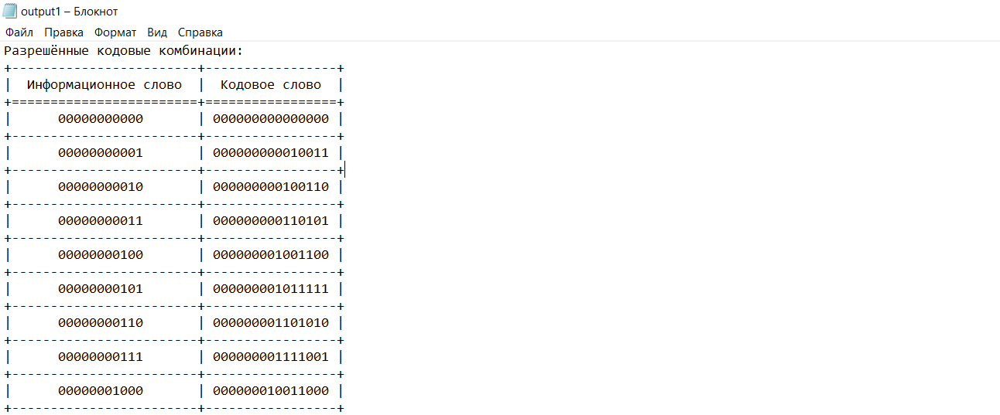 output1 – Блокнот
Файл Правка Формат Вид Справка
Разрешённые кодовые комбинации:
+------------------------+-----------------+
|  Информационное слово  |  Кодовое слово  |
+========================+=================+
|      00000000000       | 000000000000000 |
+------------------------+-----------------+
|      00000000001       | 000000000010011 |
+------------------------+-----------------+
|      00000000010       | 000000000100110 |
+------------------------+-----------------+
|      00000000011       | 000000000110101 |
+------------------------+-----------------+
|      00000000100       | 000000001001100 |
+------------------------+-----------------+
|      00000000101       | 000000001011111 |
+------------------------+-----------------+
|      00000000110       | 000000001101010 |
+------------------------+-----------------+
|      00000000111       | 000000001111001 |
+------------------------+-----------------+
|      00000001000       | 000000010011000 |
+------------------------+-----------------+